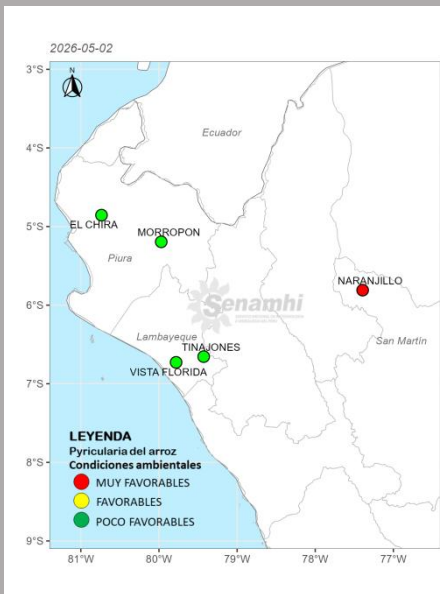 2026-05-02
3°S
N
Ecuador
4°S
EL CHIRA
5°S
MORROPON
Piura
NARANJILLO
6°S
Senamhi
Lambayeque
TINAJONES
San Martín
VISTA FLORIDA
7°S
LEYENDA
Pyricularia del arroz
Condiciones ambientales
MUY FAVORABLES
FAVORABLES
POCO FAVORABLES
8°S
9°S
81°W
80°W
79°W
78°W
77°W